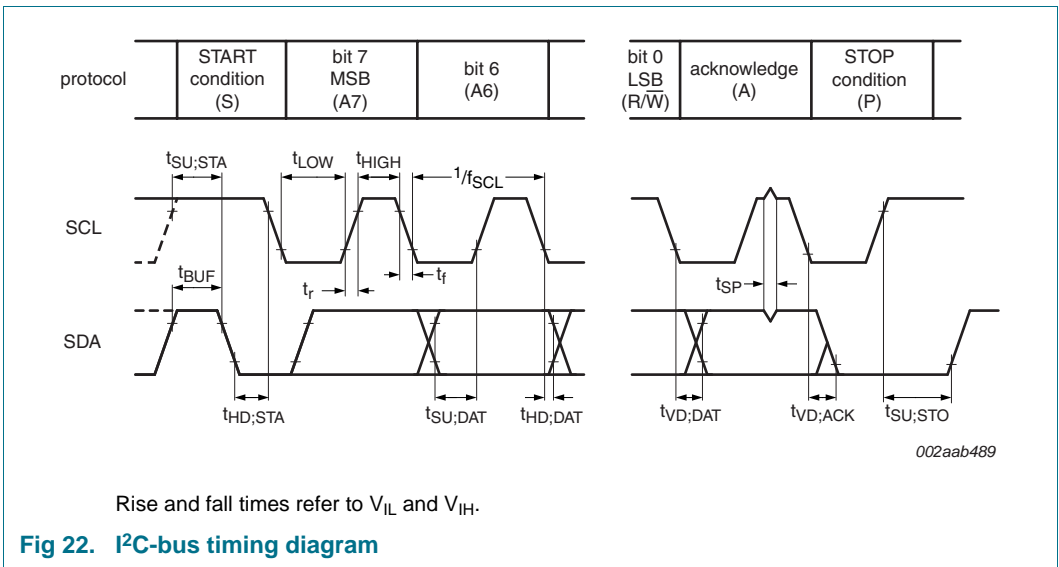 protocol
START
condition
(S)
bit 7
MSB
(A7)
bit 6
(A6)
bit 0
LSB
(R/W̅)
acknowledge
(A)
STOP
condition
(P)
tSU;STA
tLOW
tHIGH
1/fSCL
SCL
tBUF
tr
tf
tSP
SDA
tHD;STA
tSU;DAT
tHD;DAT
tVD;DAT
tVD;ACK
tSU;STO
002aab489
Rise and fall times refer to VIL and VIH.
Fig 22. I²C-bus timing diagram